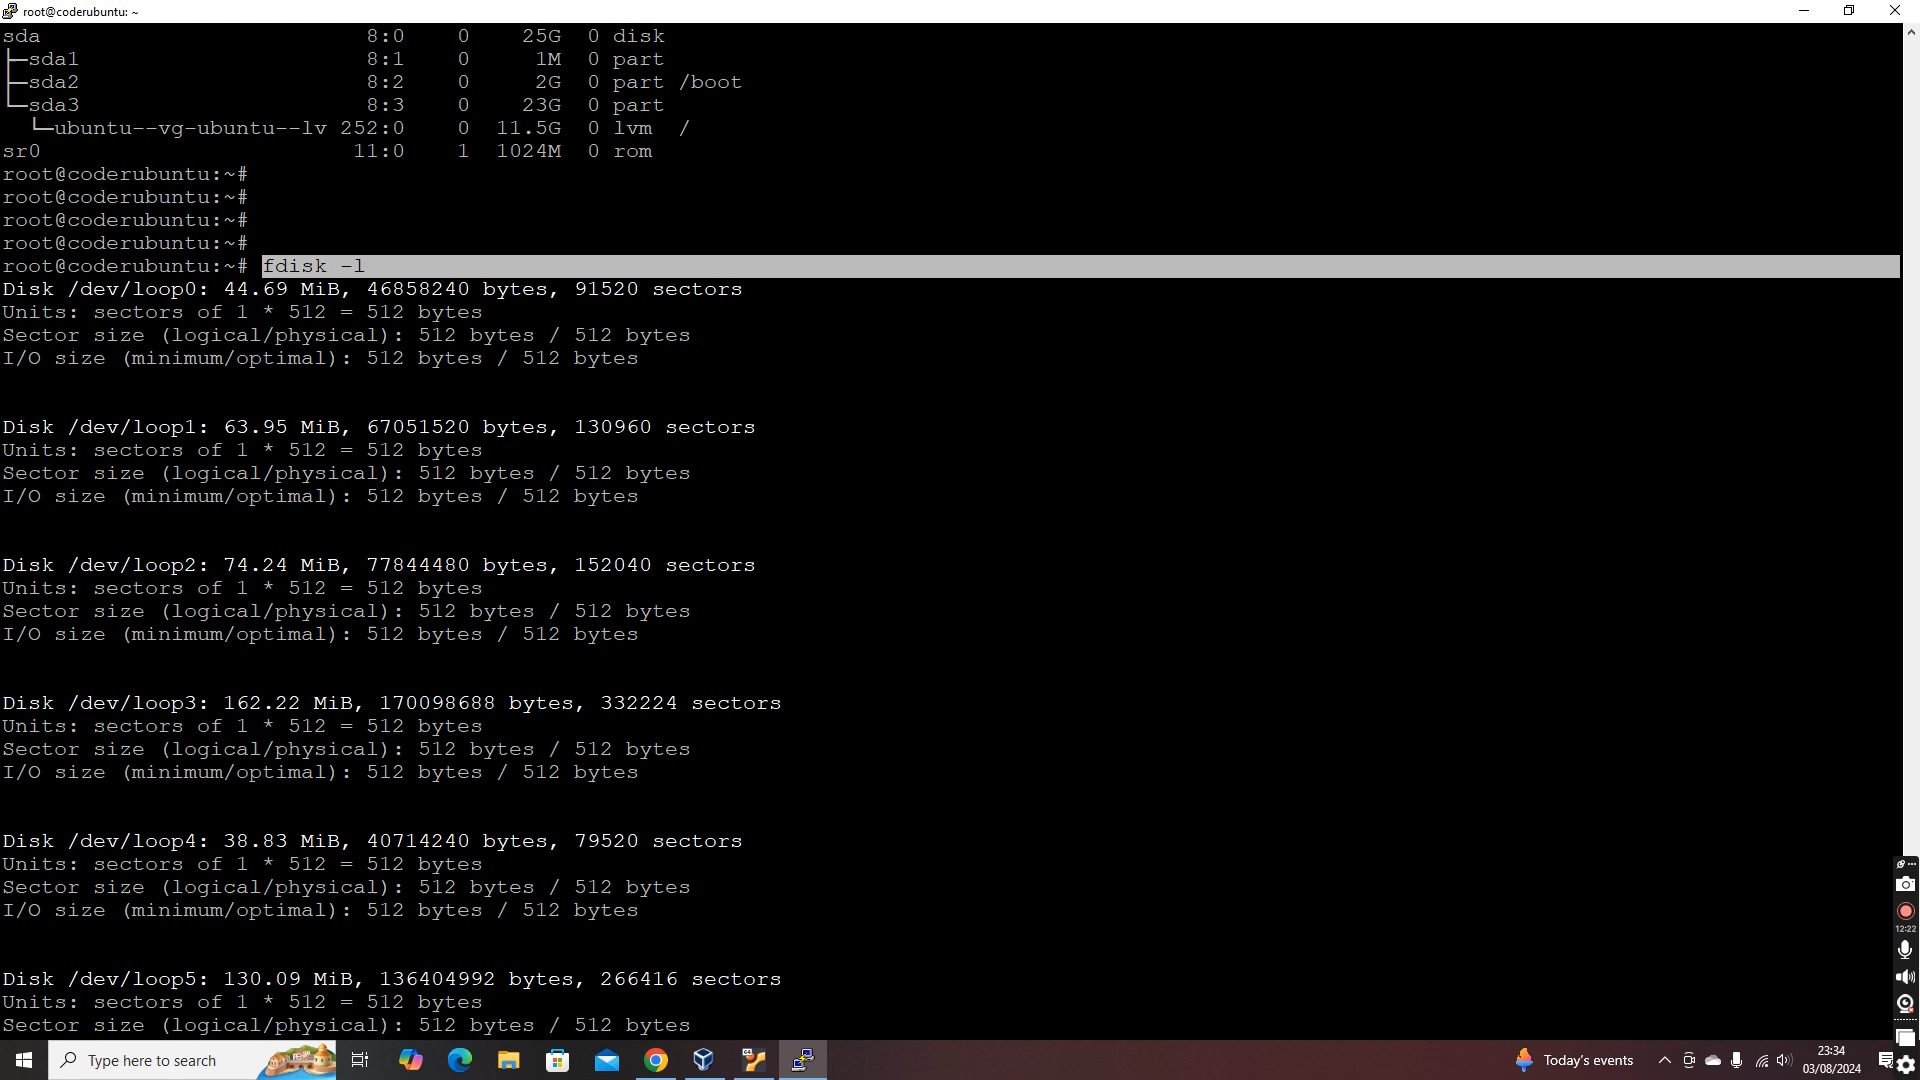 root@coderubuntu: ~
sda 8:0 0 25G 0 disk
├─sda1 8:1 0 1M 0 part
├─sda2 8:2 0 2G 0 part /boot
└─sda3 8:3 0 23G 0 part
└─ubuntu--vg-ubuntu--lv 252:0 0 11.5G 0 lvm /
sr0 11:0 1 1024M 0 rom
root@coderubuntu:~#
root@coderubuntu:~#
root@coderubuntu:~#
root@coderubuntu:~#
root@coderubuntu:~# fdisk -l
Disk /dev/loop0: 44.69 MiB, 46858240 bytes, 91520 sectors
Units: sectors of 1 * 512 = 512 bytes
Sector size (logical/physical): 512 bytes / 512 bytes
I/O size (minimum/optimal): 512 bytes / 512 bytes
Disk /dev/loop1: 63.95 MiB, 67051520 bytes, 130960 sectors
Units: sectors of 1 * 512 = 512 bytes
Sector size (logical/physical): 512 bytes / 512 bytes
I/O size (minimum/optimal): 512 bytes / 512 bytes
Disk /dev/loop2: 74.24 MiB, 77844480 bytes, 152040 sectors
Units: sectors of 1 * 512 = 512 bytes
Sector size (logical/physical): 512 bytes / 512 bytes
I/O size (minimum/optimal): 512 bytes / 512 bytes
Disk /dev/loop3: 162.22 MiB, 170098688 bytes, 332224 sectors
Units: sectors of 1 * 512 = 512 bytes
Sector size (logical/physical): 512 bytes / 512 bytes
I/O size (minimum/optimal): 512 bytes / 512 bytes
Disk /dev/loop4: 38.83 MiB, 40714240 bytes, 79520 sectors
Units: sectors of 1 * 512 = 512 bytes
Sector size (logical/physical): 512 bytes / 512 bytes
I/O size (minimum/optimal): 512 bytes / 512 bytes
Disk /dev/loop5: 130.09 MiB, 136404992 bytes, 266416 sectors
Units: sectors of 1 * 512 = 512 bytes
Sector size (logical/physical): 512 bytes / 512 bytes
12:22
Type here to search
Today's events
23:34
03/08/2024